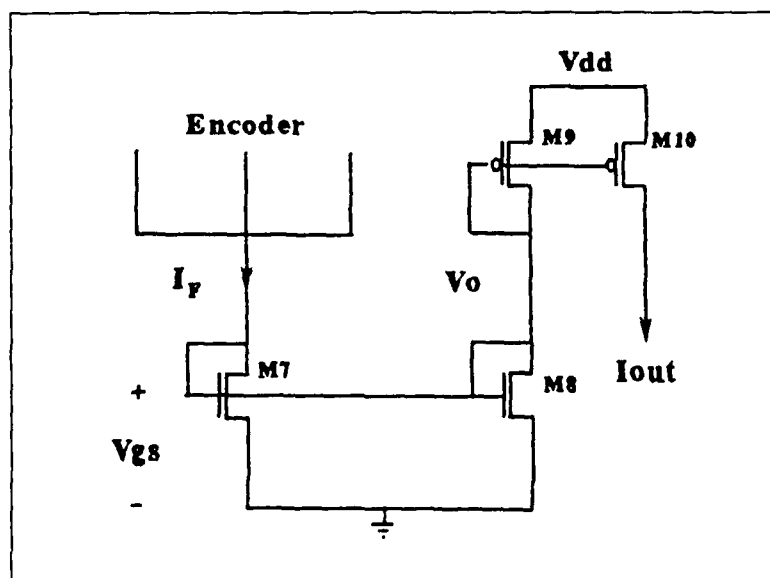 Vdd
Encoder
M9
M10
I_F
Vo
M7
M8
Iout
+
Vgs
-